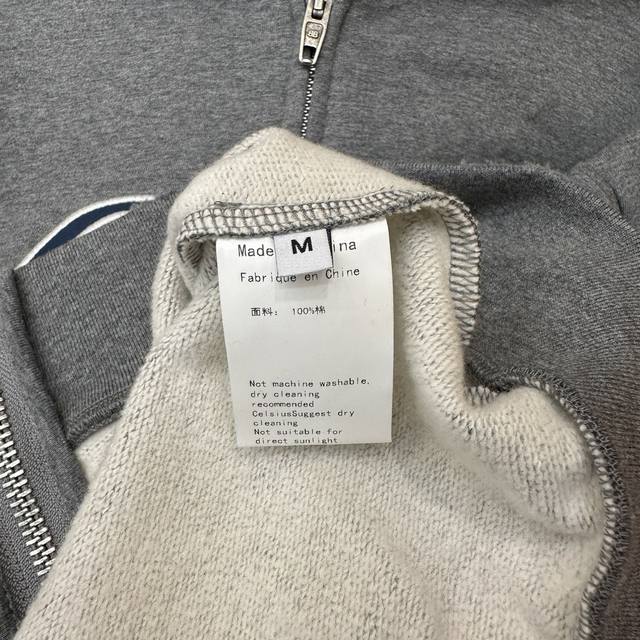 M
Made ina
Fabrique en Chine
面料： 100%棉
Not machine washable,
dry cleaning
recommended
CelsiusSuggest dry
cleaning
Not suitable for
direct sunlight